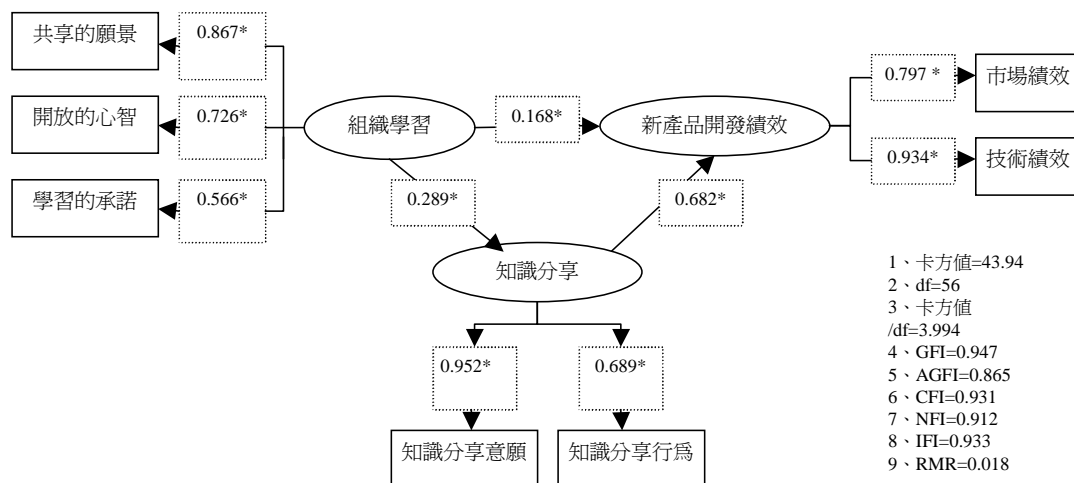 共享的願景
0.867*
開放的心智
0.726*
學習的承諾
0.566*
組織學習
0.168*
新產品開發績效
0.797 *
市場績效
0.934*
技術績效
0.289*
0.682*
知識分享
0.952*
0.689*
知識分享意願
知識分享行為
1、卡方値=43.94
2、df=56
3、卡方値
/df=3.994
4、GFI=0.947
5、AGFI=0.865
6、CFI=0.931
7、NFI=0.912
8、IFI=0.933
9、RMR=0.018